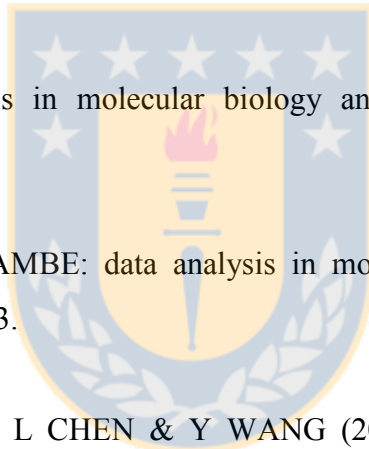 s in molecular biology an
AMBE: data analysis in mo
3.
L CHEN & Y WANG (20